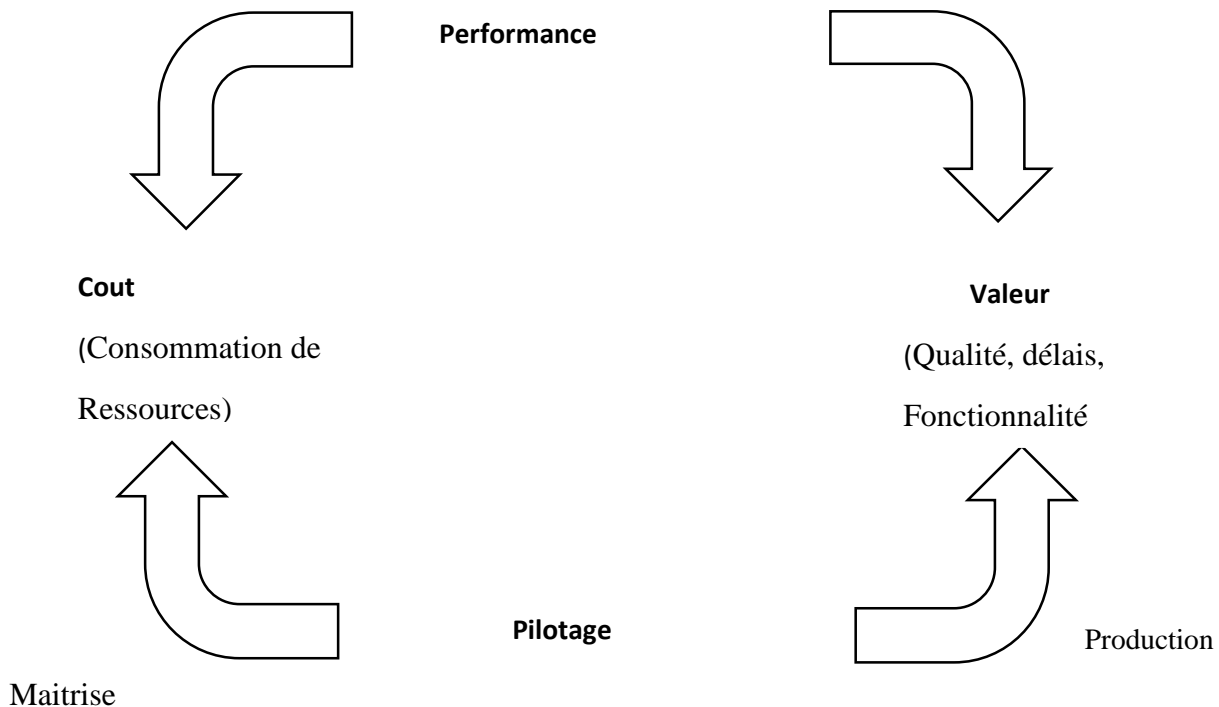 Performance
Cout
(Consommation de
Ressources)
Valeur
(Qualité, délais,
Fonctionnalité
Pilotage
Production
Maitrise